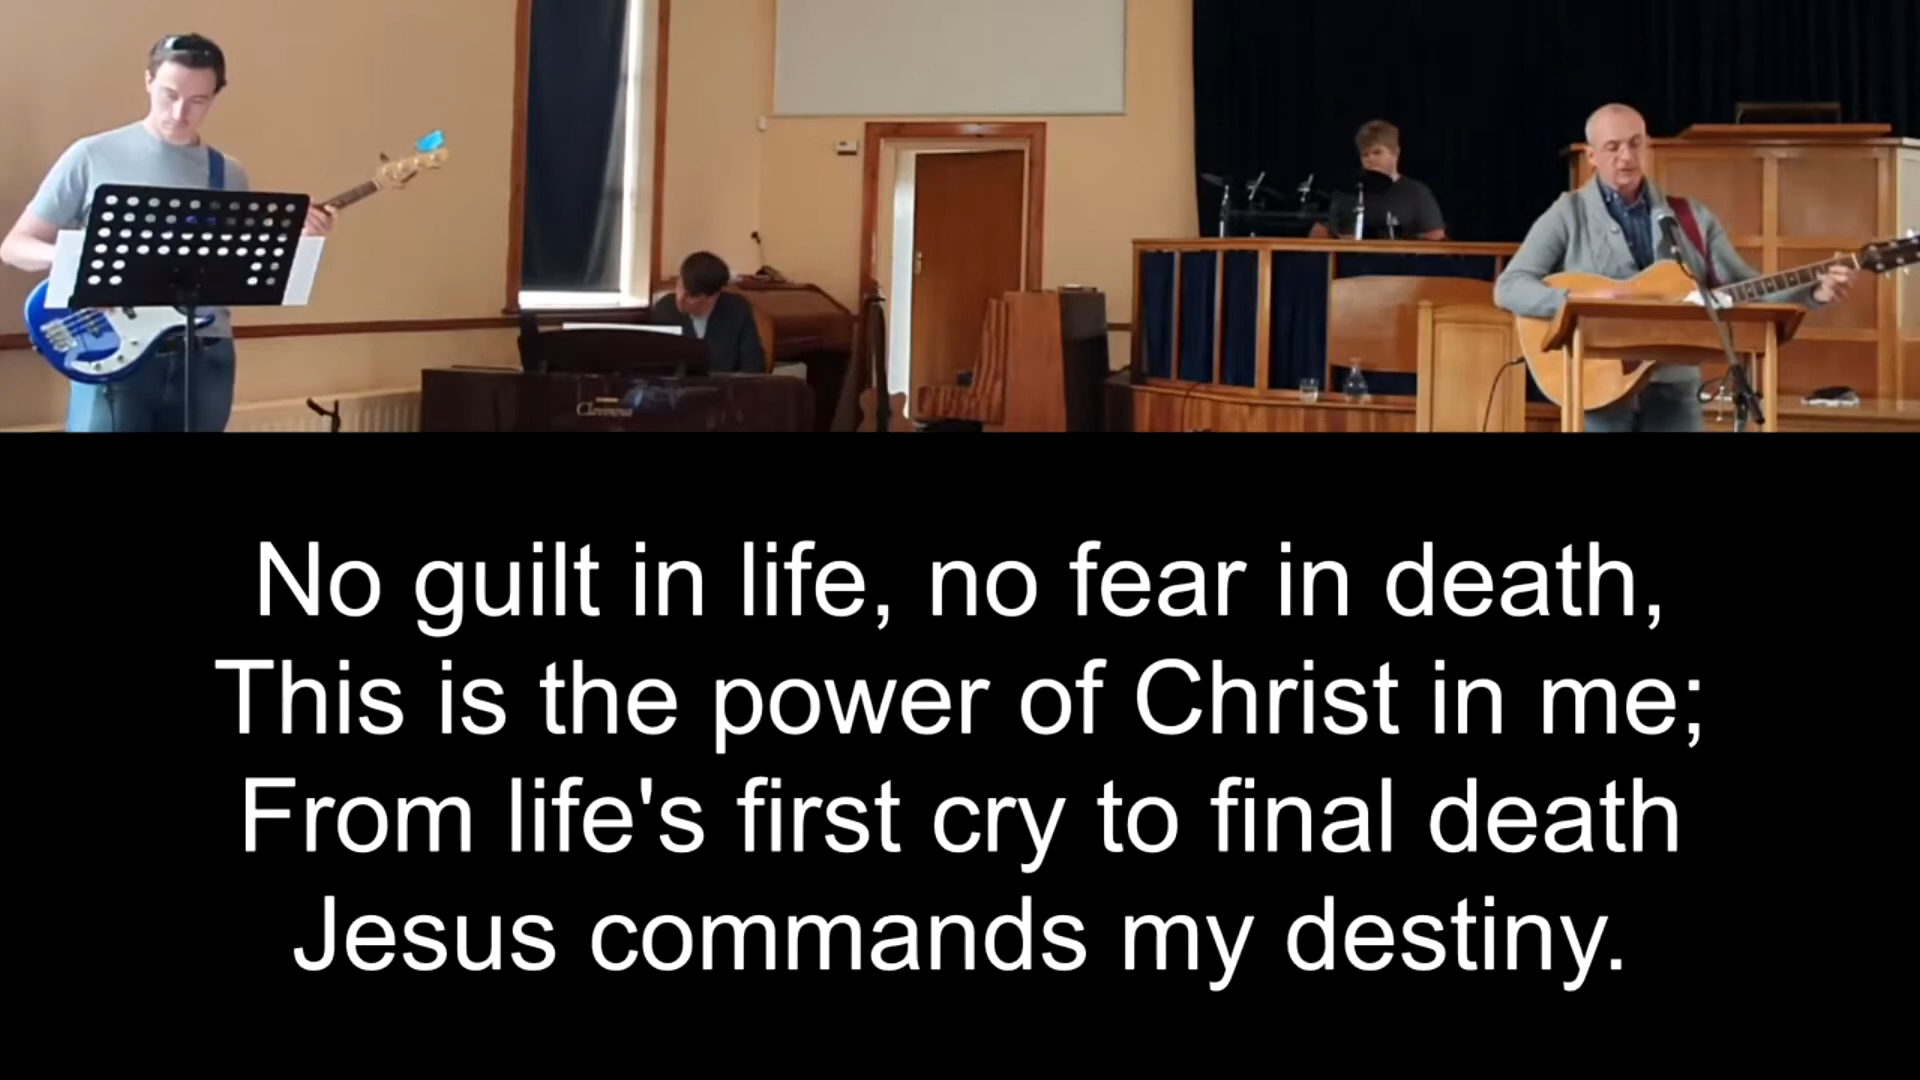 Clavinova
No guilt in life, no fear in death,
This is the power of Christ in me;
From life's first cry to final death
Jesus commands my destiny.